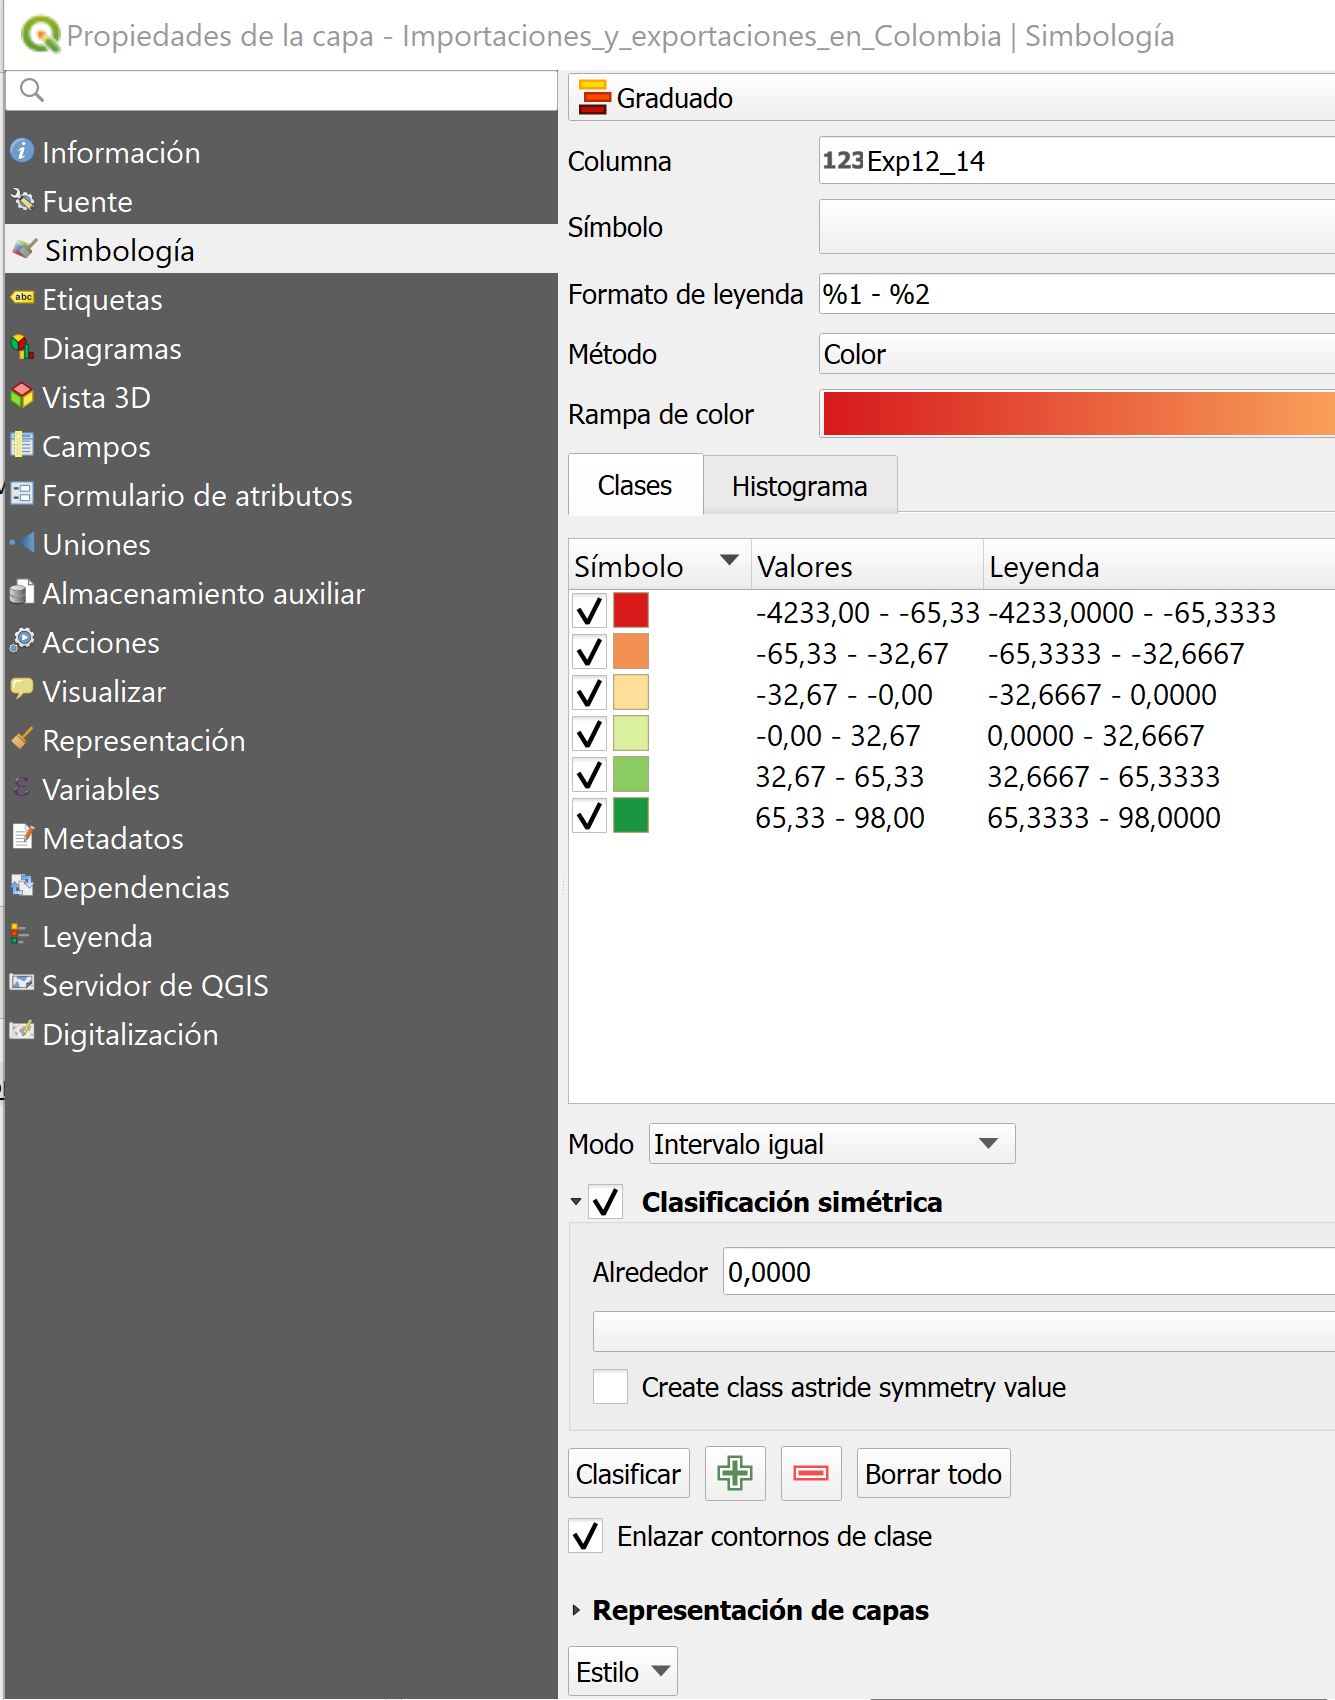 Propiedades de la capa - Importaciones_y_exportaciones_en_Colombia | Simbología
Información
Fuente
Simbología
Etiquetas
Diagramas
Vista 3D
Campos
Formulario de atributos
Uniones
Almacenamiento auxiliar
Acciones
Visualizar
Representación
Variables
Metadatos
Dependencias
Leyenda
Servidor de QGIS
Digitalización
Graduado
Columna 123 Exp12_14
Símbolo
Formato de leyenda %1 - %2
Método Color
Rampa de color
Clases Histograma
Símbolo Valores Leyenda
-4233,00 - -65,33 -4233,0000 - -65,3333
-65,33 - -32,67 -65,3333 - -32,6667
-32,67 - -0,00 -32,6667 - 0,0000
-0,00 - 32,67 0,0000 - 32,6667
32,67 - 65,33 32,6667 - 65,3333
65,33 - 98,00 65,3333 - 98,0000
Modo Intervalo igual
Clasificación simétrica
Alrededor 0,0000
Create class astride symmetry value
Clasificar Borrar todo
Enlazar contornos de clase
Representación de capas
Estilo